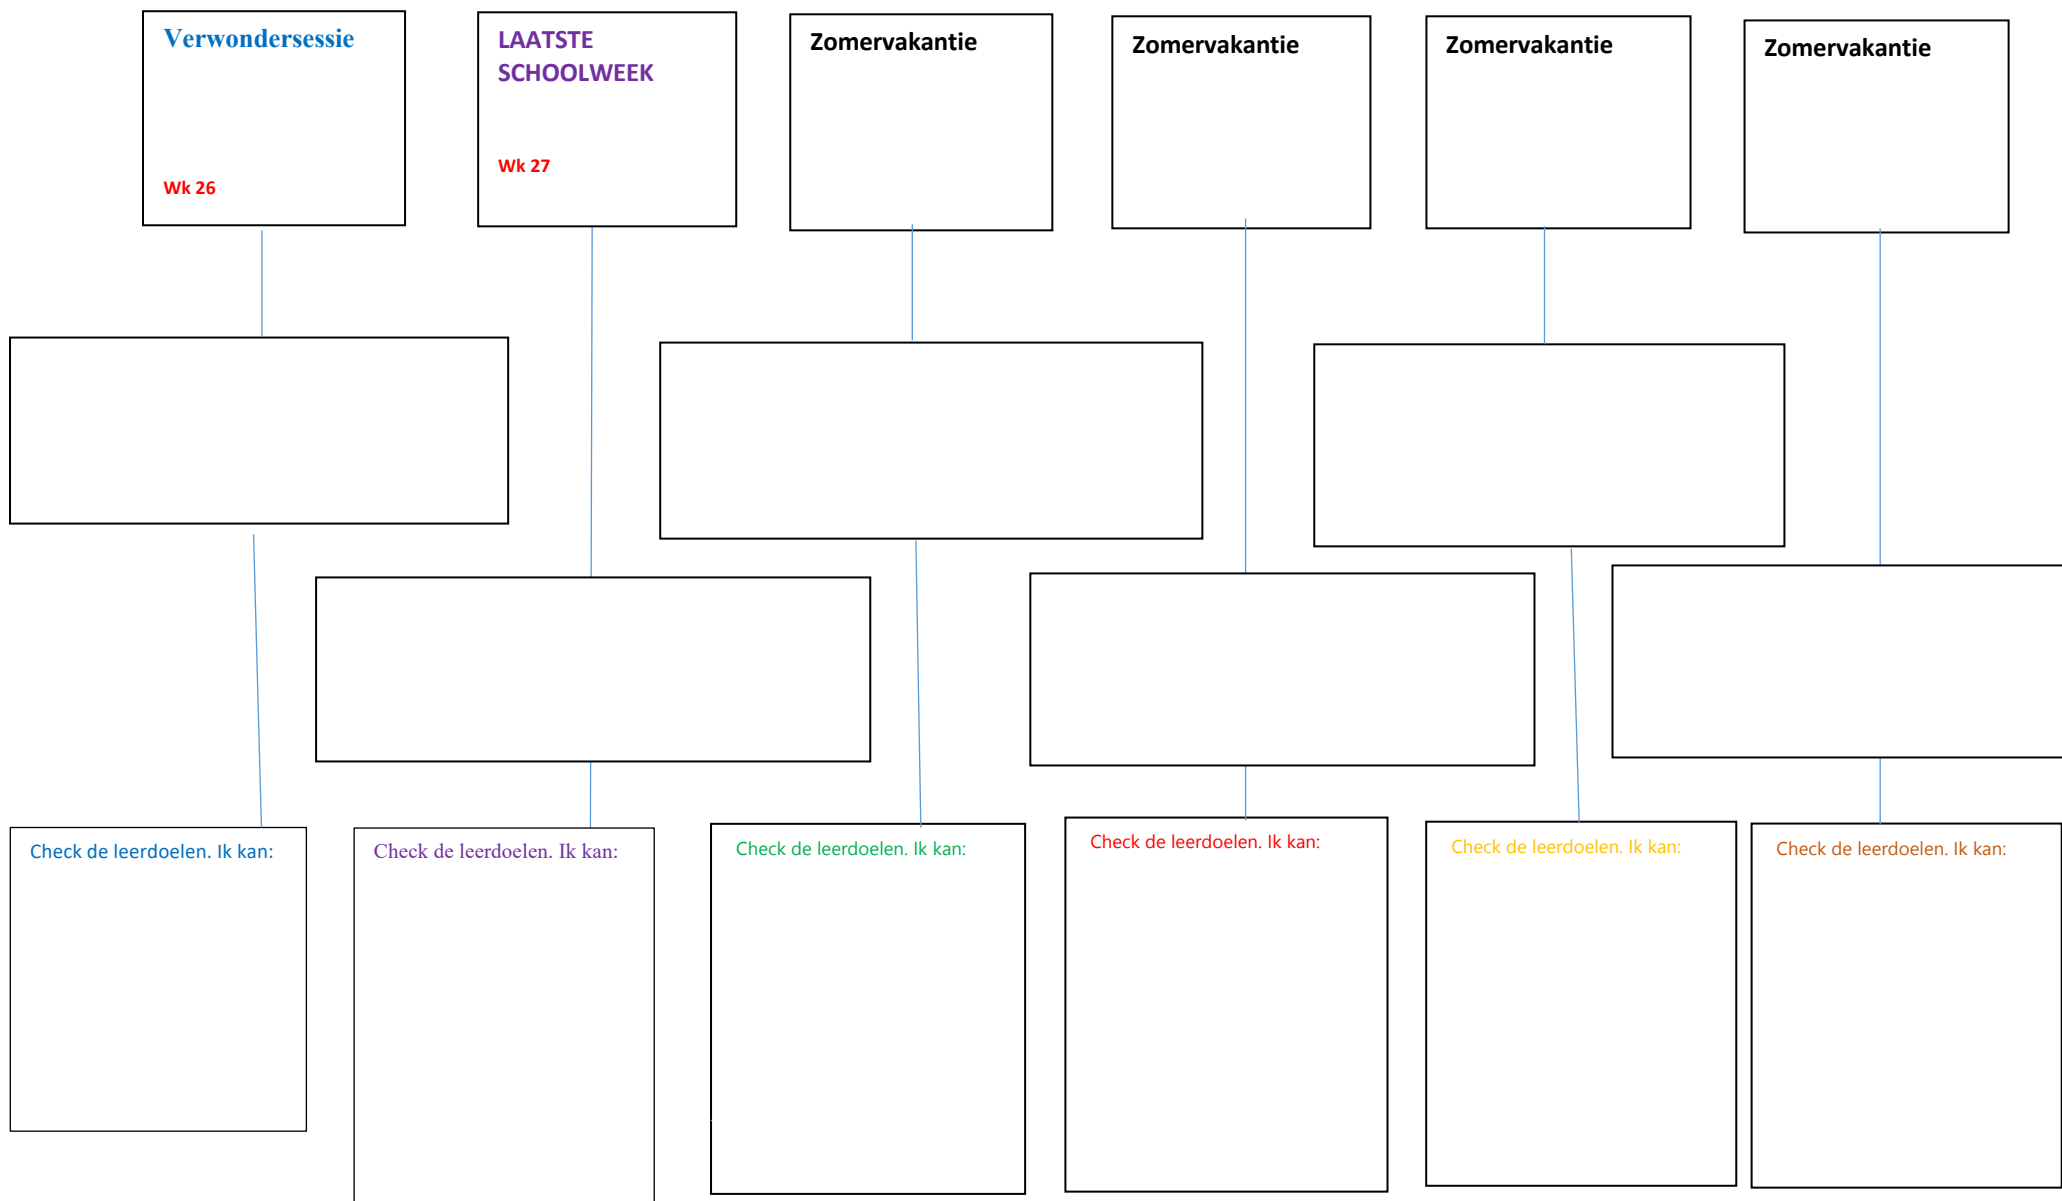 Verwondersessie
Wk 26
LAATSTE
SCHOOLWEEK
Wk 27
Zomervakantie
Zomervakantie
Zomervakantie
Zomervakantie
Check de leerdoelen. Ik kan:
Check de leerdoelen. Ik kan:
Check de leerdoelen. Ik kan:
Check de leerdoelen. Ik kan:
Check de leerdoelen. Ik kan:
Check de leerdoelen. Ik kan: